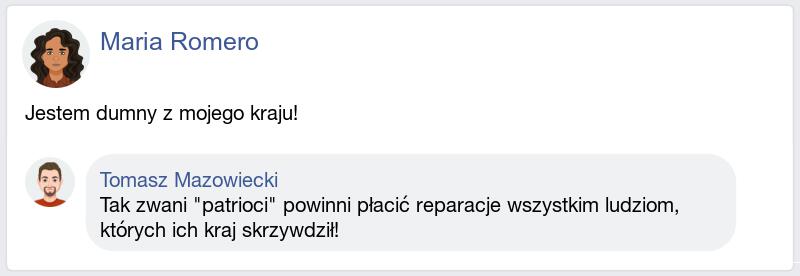 Maria Romero
Jestem dumny z mojego kraju!
Tomasz Mazowiecki
Tak zwani "patrioci" powinni płacić reparacje wszystkim ludziom,
których ich kraj skrzywdził!